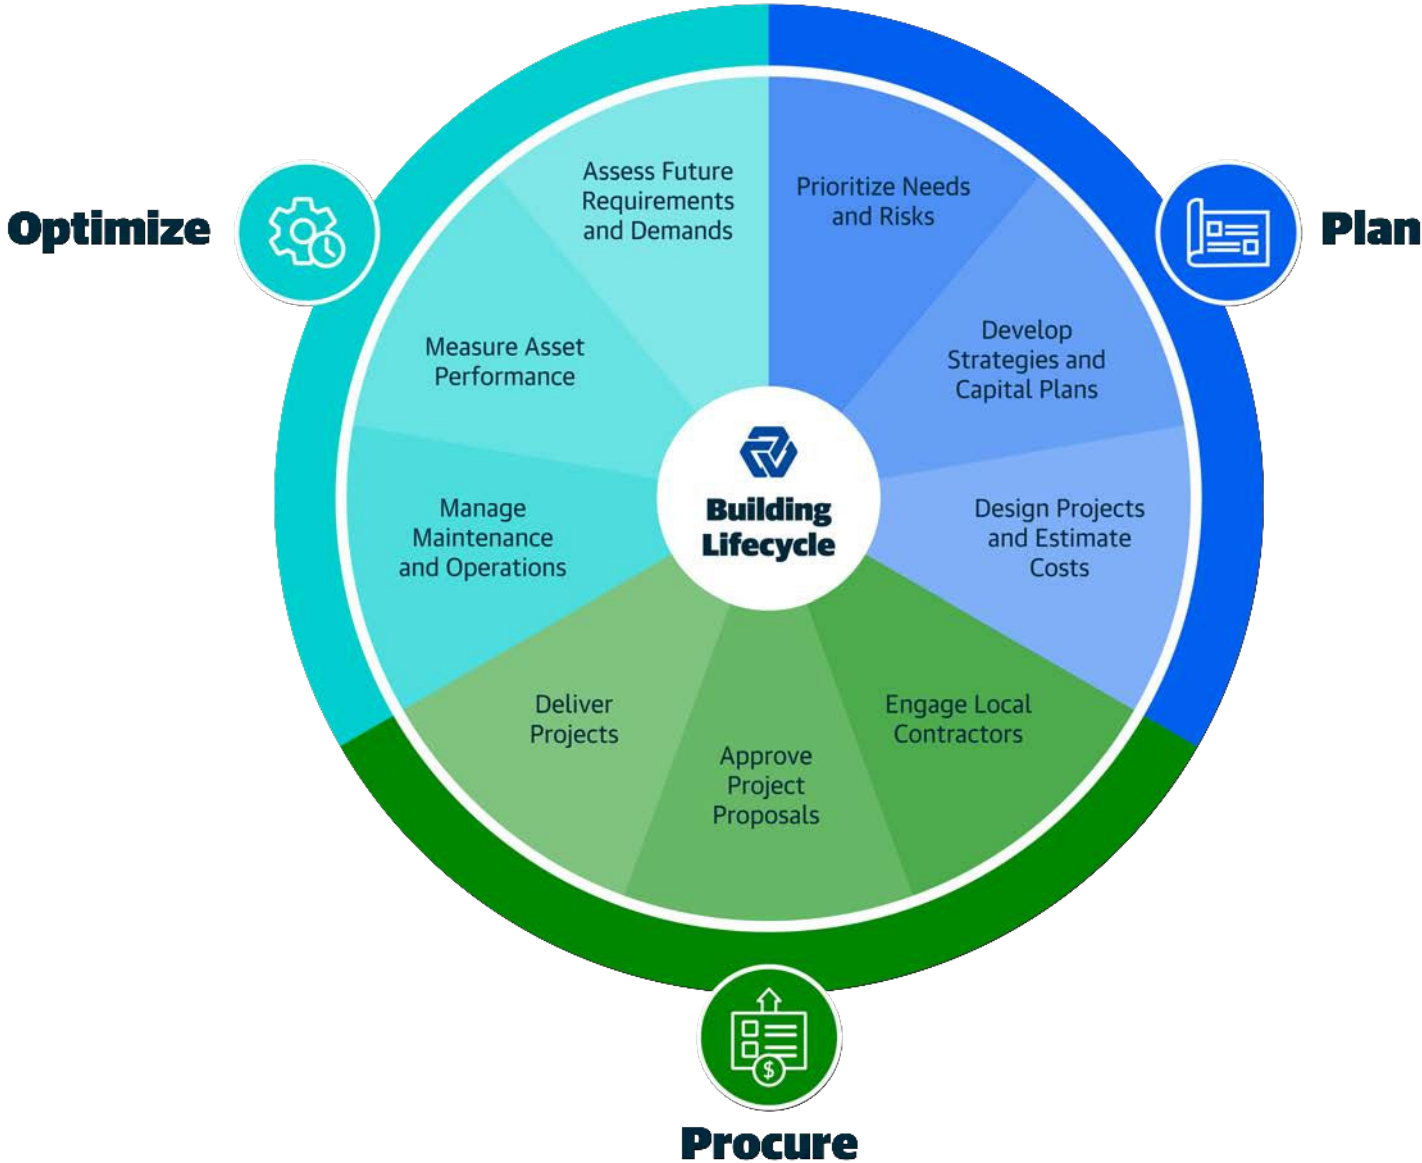 Optimize
Plan
Procure
Building
Lifecycle
Prioritize Needs
and Risks
Develop
Strategies and
Capital Plans
Design Projects
and Estimate
Costs
Engage Local
Contractors
Approve
Project
Proposals
Deliver
Projects
Manage
Maintenance
and Operations
Measure Asset
Performance
Assess Future
Requirements
and Demands
$